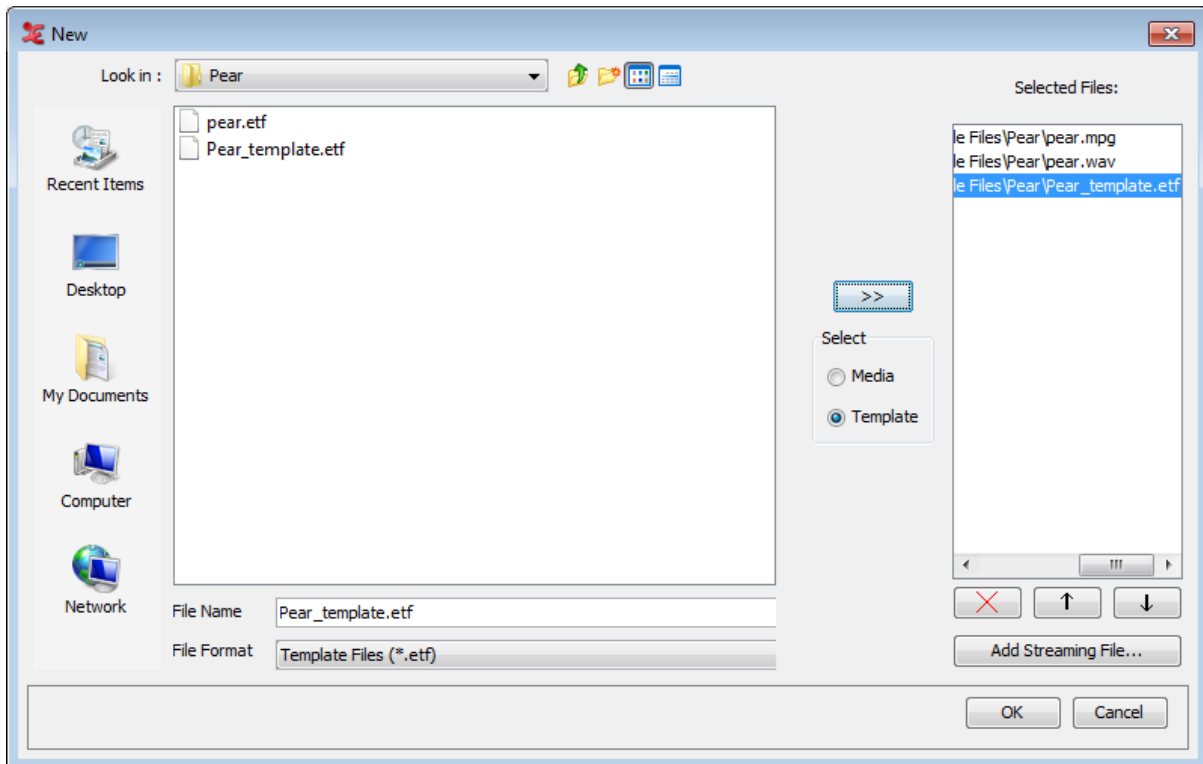 New
Look in :
Pear
Selected Files:
pear.etf
Pear_template.etf
Recent Items
Desktop
My Documents
Computer
Network
>>
Select
Media
Template
le Files\Pear\pear.mpg
le Files\Pear\pear.wav
le Files\Pear\Pear_template.etf
File Name
Pear_template.etf
File Format
Template Files (*.etf)
Add Streaming File...
OK
Cancel